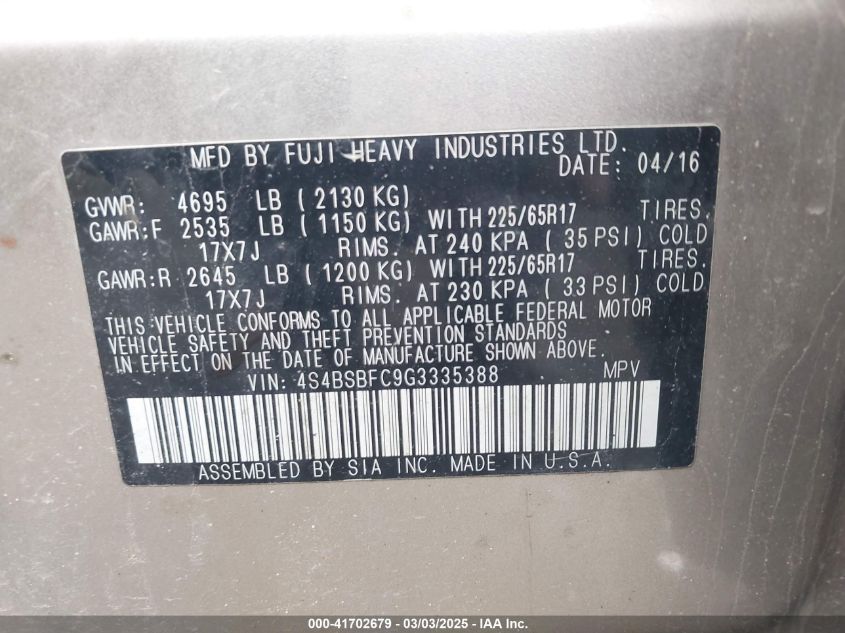 MFD BY FUJI HEAVY INDUSTRIES LTD.
DATE: 04/16
GVWR: 4695 LB ( 2130 KG)
GAWR:F 2535 LB ( 1150 KG) WITH 225/65R17 TIRES,
17X7J RIMS. AT 240 KPA ( 35 PSI) COLD
GAWR:R 2645 LB ( 1200 KG) WITH 225/65R17 TIRES.
17X7J RIMS. AT 230 KPA ( 33 PSI) COLD
THIS VEHICLE CONFORMS TO ALL APPLICABLE FEDERAL MOTOR
VEHICLE SAFETY AND THEFT PREVENTION STANDARDS
IN EFFECT ON THE DATE OF MANUFACTURE SHOWN ABOVE.
VIN: 4S4BSBFC9G3335388 MPV
ASSEMBLED BY SIA INC. MADE IN U.S.A.
000-41702679 - 03/03/2025 - IAA Inc.